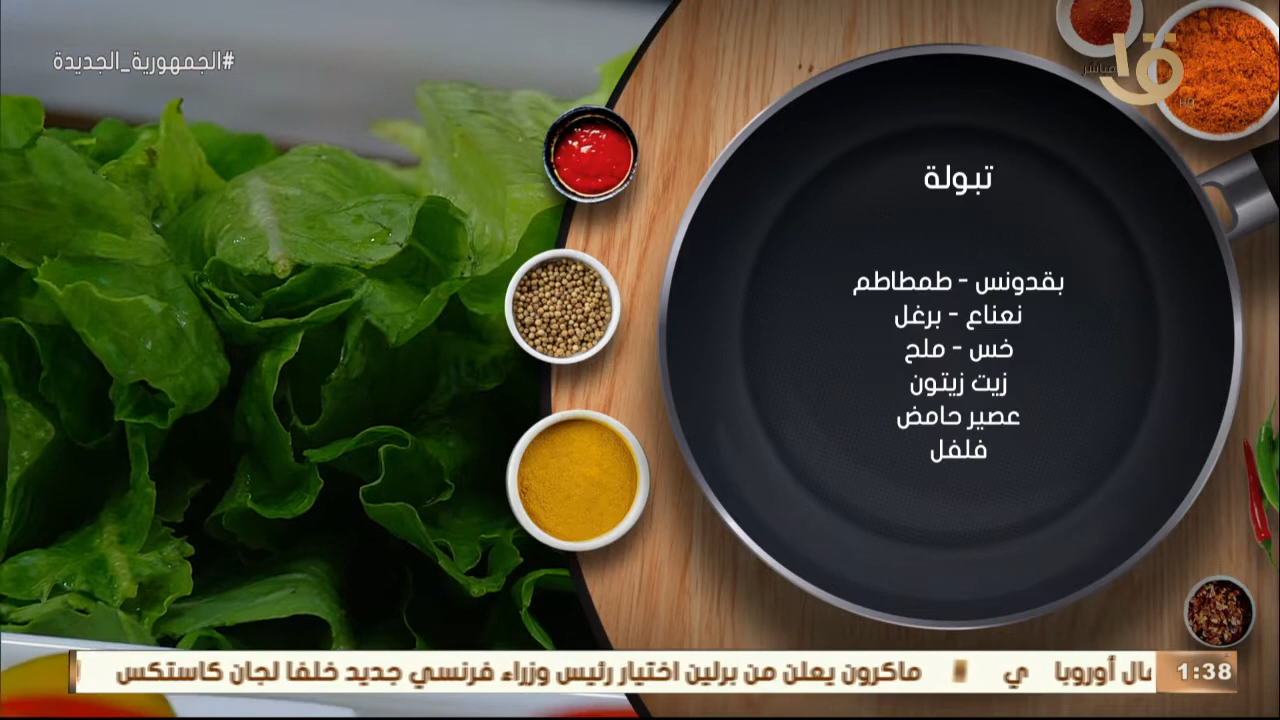 #الجمهورية_الجديدة
مباشر
HD
تبولة
بقدونس - طمطاطم
نعناع - برغل
خس - ملح
زيت زيتون
عصير حامض
فلفل
1:38
أوروبا
ماكرون يعلن من برلين اختيار رئيس وزراء فرنسي جديد خلفا لجان كاستكس